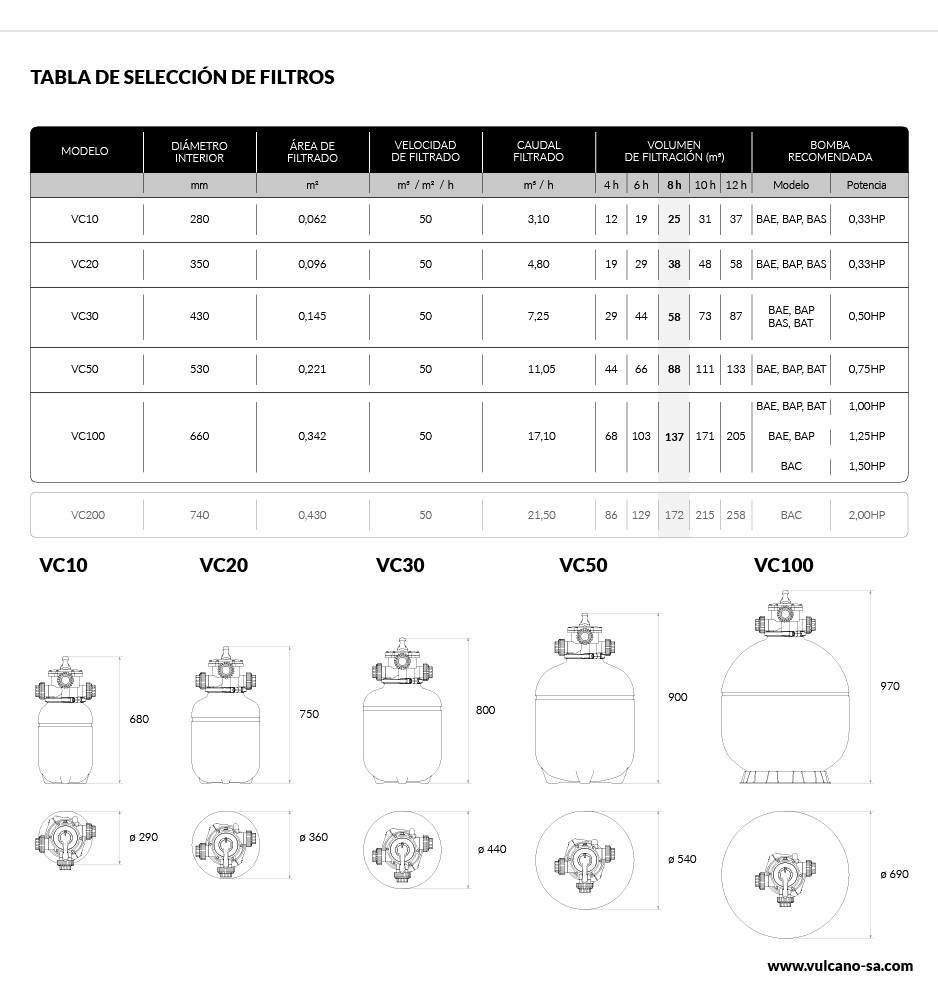 TABLA DE SELECCIÓN DE FILTROS
MODELO DIÁMETRO INTERIOR ÁREA DE FILTRADO VELOCIDAD DE FILTRADO CAUDAL FILTRADO VOLUMEN DE FILTRACIÓN (m³) BOMBA RECOMENDADA
mm m² m³ / m² / h m³ / h 4 h 6 h 8 h 10 h 12 h Modelo Potencia
VC10 280 0,062 50 3,10 12 19 25 31 37 BAE, BAP, BAS 0,33HP
VC20 350 0,096 50 4,80 19 29 38 48 58 BAE, BAP, BAS 0,33HP
VC30 430 0,145 50 7,25 29 44 58 73 87 BAE, BAP BAS, BAT 0,50HP
VC50 530 0,221 50 11,05 44 66 88 111 133 BAE, BAP, BAT 0,75HP
BAE, BAP, BAT 1,00HP
VC100 660 0,342 50 17,10 68 103 137 171 205 BAE, BAP 1,25HP
BAC 1,50HP
VC200 740 0,430 50 21,50 86 129 172 215 258 BAC 2,00HP
VC10 VC20 VC30 VC50 VC100
680 750 800 900 970
ø 290 ø 360 ø 440 ø 540 ø 690
www.vulcano-sa.com